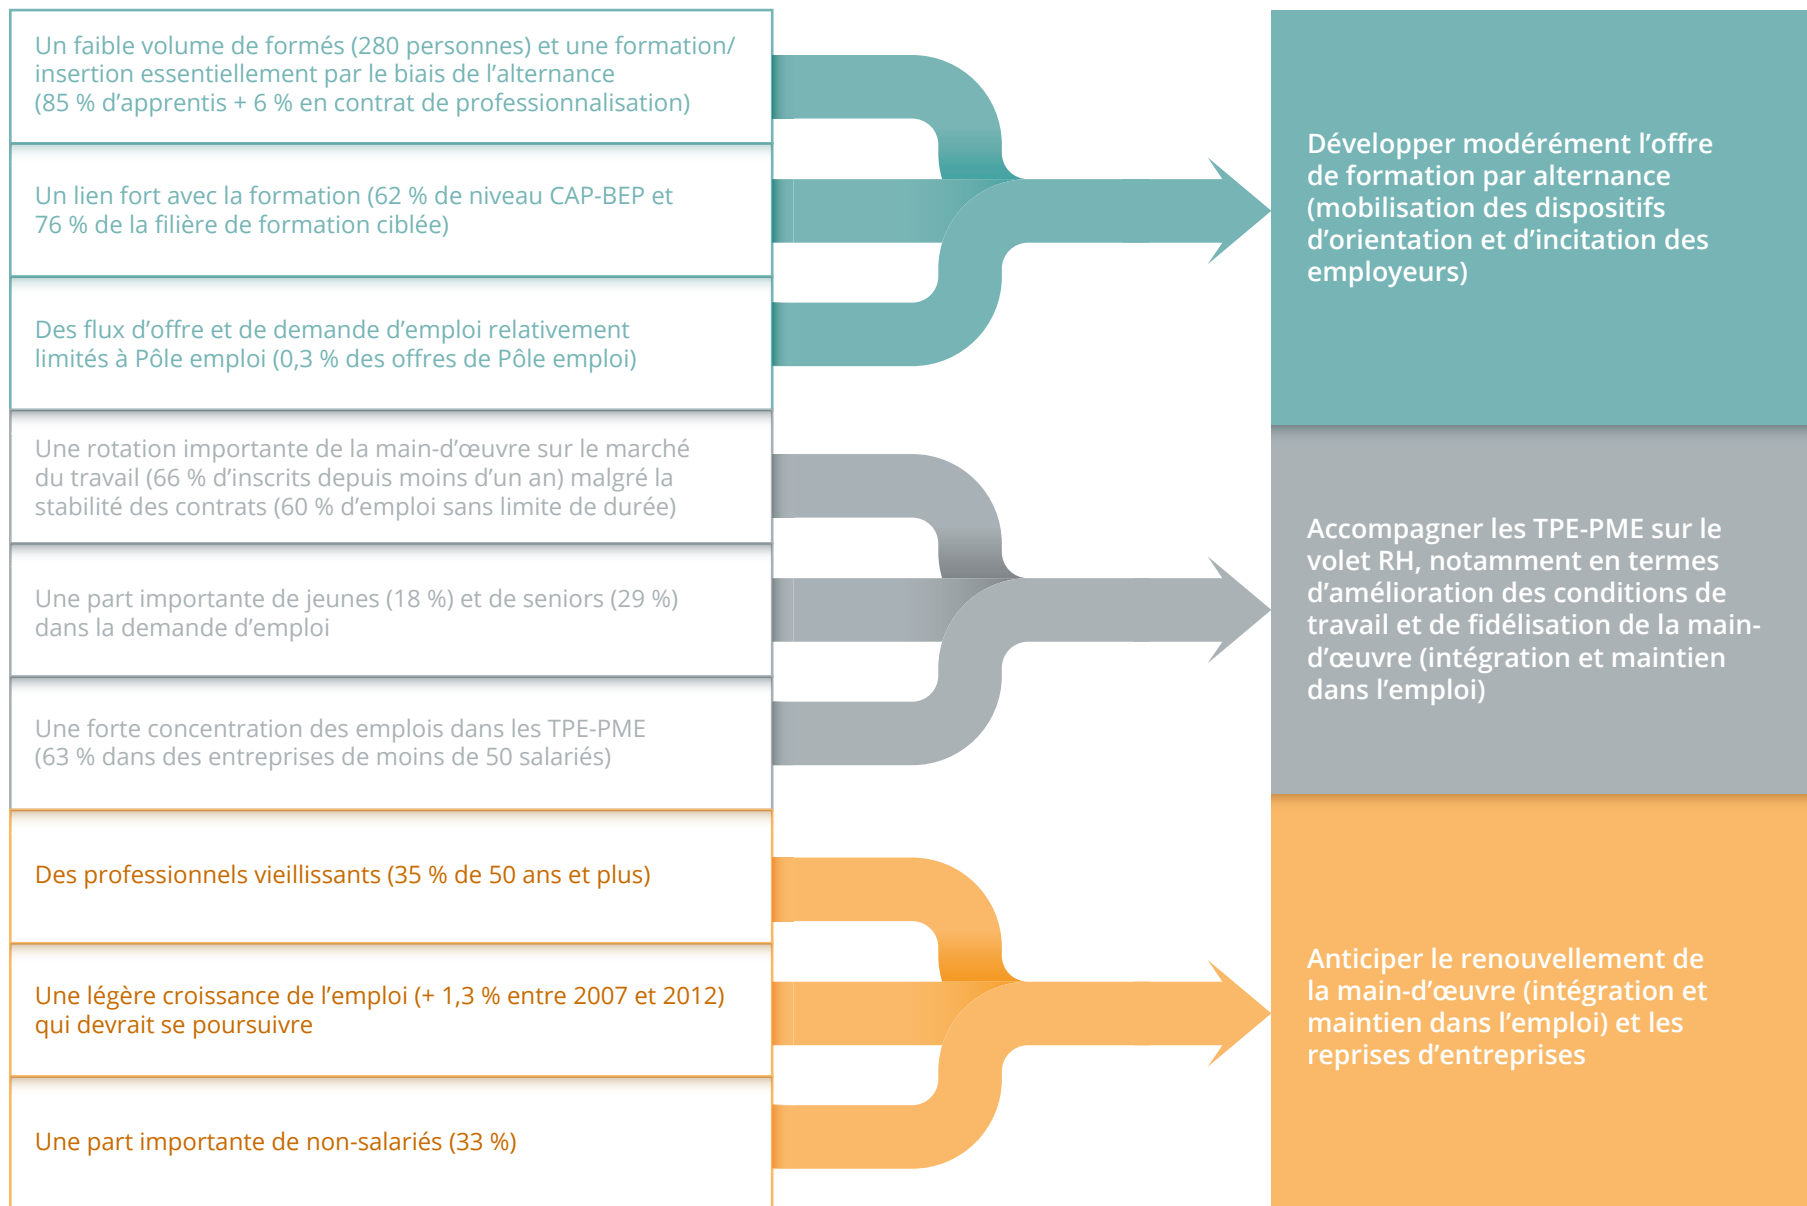 Un faible volume de formés (280 personnes) et une formation/
insertion essentiellement par le biais de l’alternance
(85 % d’apprentis + 6 % en contrat de professionnalisation)
Un lien fort avec la formation (62 % de niveau CAP-BEP et
76 % de la filière de formation ciblée)
Des flux d’offre et de demande d’emploi relativement
limités à Pôle emploi (0,3 % des offres de Pôle emploi)
Développer modérément l’offre
de formation par alternance
(mobilisation des dispositifs
d’orientation et d’incitation des
employeurs)
Une rotation importante de la main-d’œuvre sur le marché
du travail (66 % d’inscrits depuis moins d’un an) malgré la
stabilité des contrats (60 % d’emploi sans limite de durée)
Une part importante de jeunes (18 %) et de seniors (29 %)
dans la demande d’emploi
Une forte concentration des emplois dans les TPE-PME
(63 % dans des entreprises de moins de 50 salariés)
Accompagner les TPE-PME sur le
volet RH, notamment en termes
d’amélioration des conditions de
travail et de fidélisation de la main-
d’œuvre (intégration et maintien
dans l’emploi)
Des professionnels vieillissants (35 % de 50 ans et plus)
Une légère croissance de l’emploi (+ 1,3 % entre 2007 et 2012)
qui devrait se poursuivre
Une part importante de non-salariés (33 %)
Anticiper le renouvellement de
la main-d’œuvre (intégration et
maintien dans l’emploi) et les
reprises d’entreprises